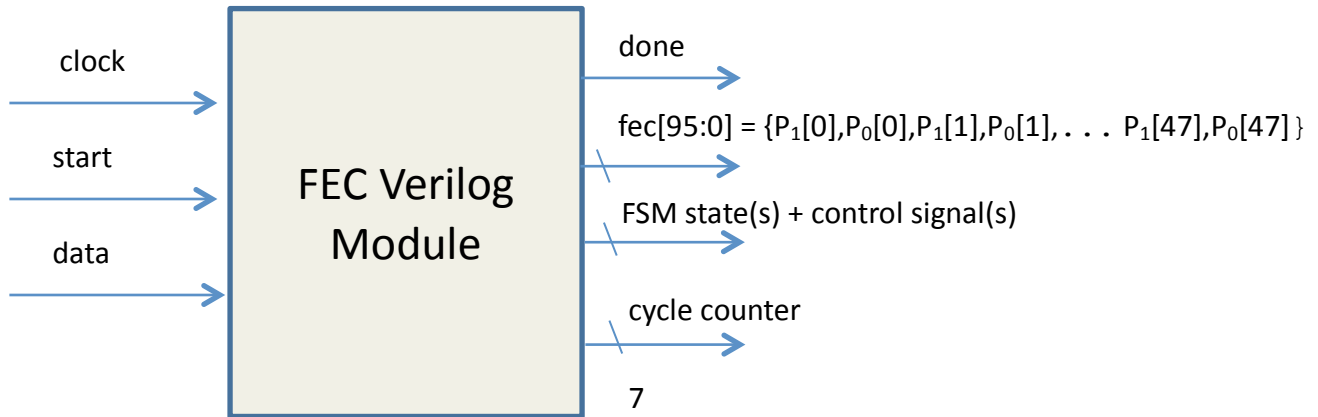 clock
start
data
FEC Verilog
Module
done
fec[95:0] = {P₁[0],P₀[0],P₁[1],P₀[1], . . . P₁[47],P₀[47] }
FSM state(s) + control signal(s)
cycle counter
7